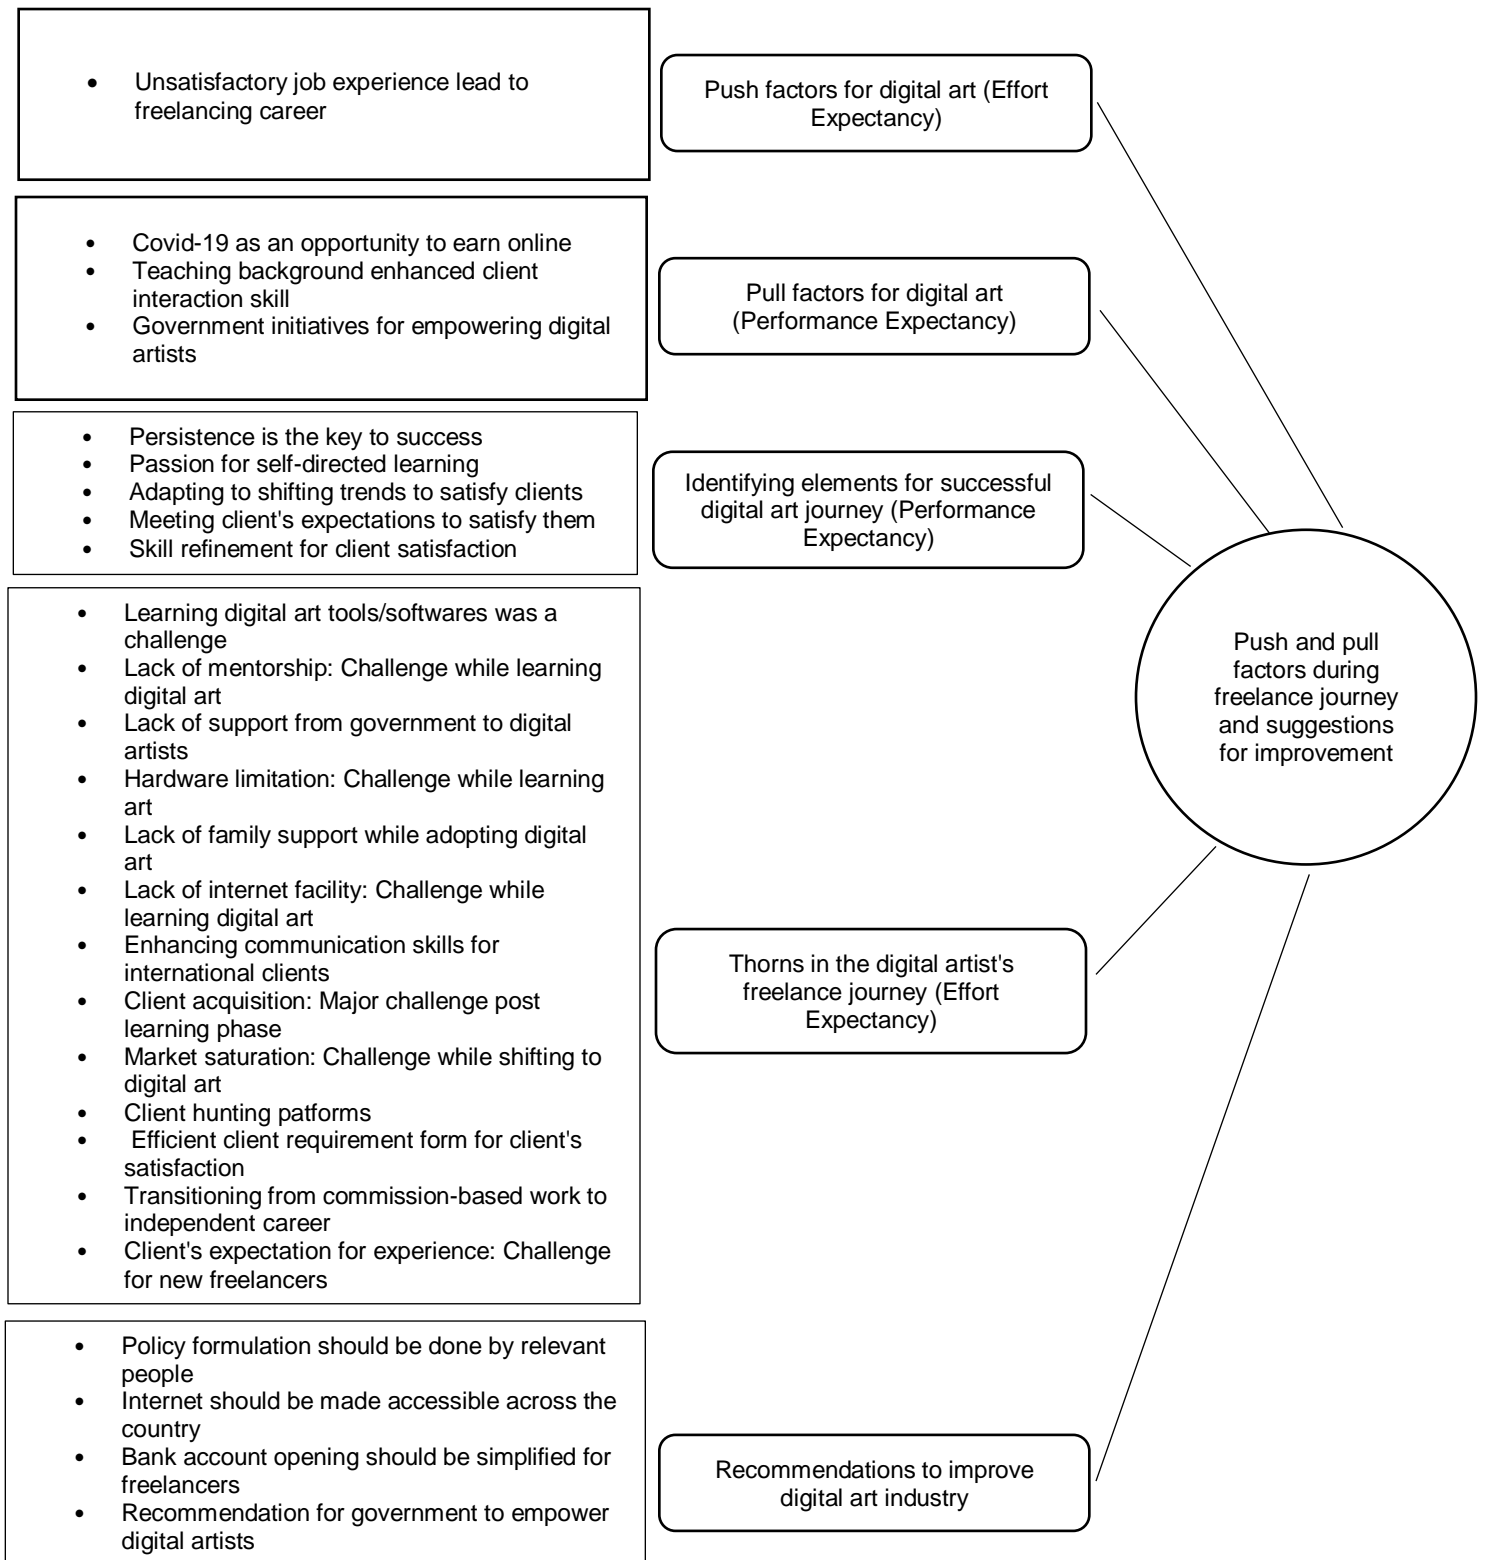 • Unsatisfactory job experience lead to
freelancing career
Push factors for digital art (Effort
Expectancy)
• Covid-19 as an opportunity to earn online
• Teaching background enhanced client
interaction skill
• Government initiatives for empowering digital
artists
Pull factors for digital art
(Performance Expectancy)
• Persistence is the key to success
• Passion for self-directed learning
• Adapting to shifting trends to satisfy clients
• Meeting client's expectations to satisfy them
• Skill refinement for client satisfaction
Identifying elements for successful
digital art journey (Performance
Expectancy)
• Learning digital art tools/softwares was a
challenge
• Lack of mentorship: Challenge while learning
digital art
• Lack of support from government to digital
artists
• Hardware limitation: Challenge while learning
art
• Lack of family support while adopting digital
art
• Lack of internet facility: Challenge while
learning digital art
• Enhancing communication skills for
international clients
• Client acquisition: Major challenge post
learning phase
• Market saturation: Challenge while shifting to
digital art
• Client hunting patforms
• Efficient client requirement form for client's
satisfaction
• Transitioning from commission-based work to
independent career
• Client's expectation for experience: Challenge
for new freelancers
Thorns in the digital artist's
freelance journey (Effort
Expectancy)
• Policy formulation should be done by relevant
people
• Internet should be made accessible across the
country
• Bank account opening should be simplified for
freelancers
• Recommendation for government to empower
digital artists
Recommendations to improve
digital art industry
Push and pull
factors during
freelance journey
and suggestions
for improvement